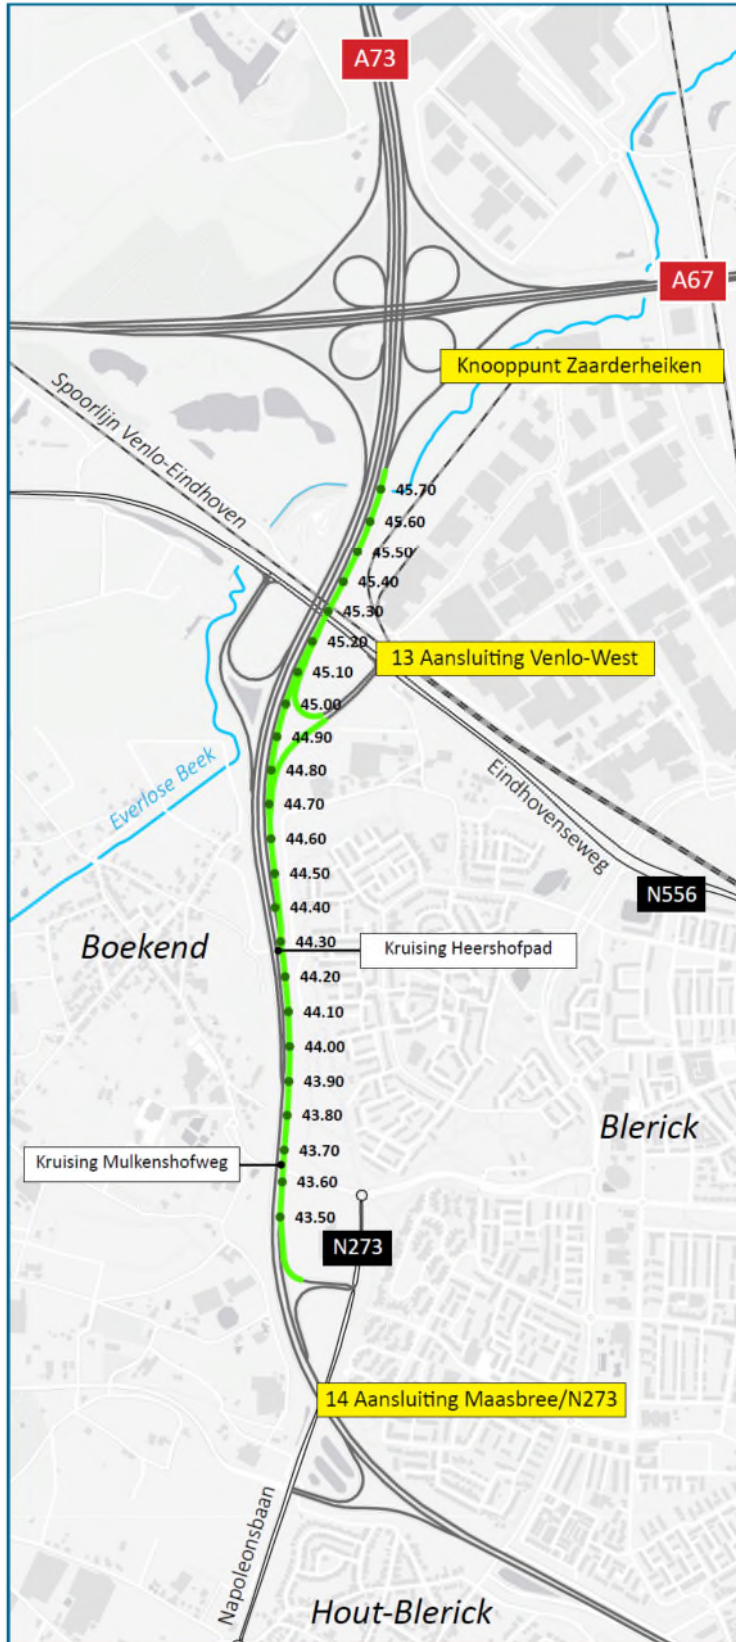 A73
A67
Knooppunt Zaarderheiken
Spoorlijn Venlo-Eindhoven
45.70
45.60
45.50
45.40
45.30
45.20
13 Aansluiting Venlo-West
45.10
45.00
44.90
44.80
Everlose Beek
Eindhovenseweg
44.70
44.60
44.50
N556
44.40
Boekend
44.30
Kruising Heershofpad
44.20
44.10
44.00
43.90
43.80
Blerick
43.70
Kruising Mulkenshofweg
43.60
43.50
N273
14 Aansluiting Maasbree/N273
Napoleonsbaan
Hout-Blerick